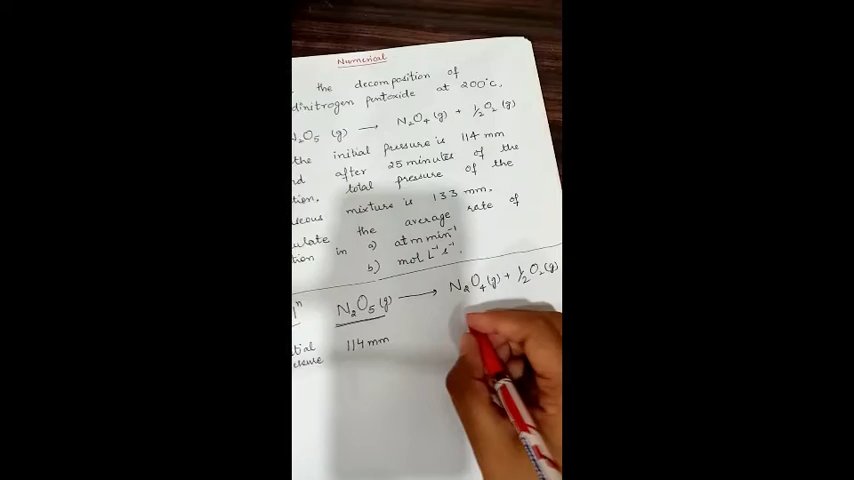 Numerical
the decomposition of
dinitrogen pentoxide at 200°C.
N₂O₅ (g) → N₂O₄ (g) + ½O₂ (g)
the initial pressure is 114 mm
after 25 minutes of the
total pressure of the
mixture is 133 mm.
the average rate of
in a) atm min⁻¹
b) mol L⁻¹ s⁻¹.
N₂O₅ (g) → N₂O₄ (g) + ½O₂ (g)
114 mm